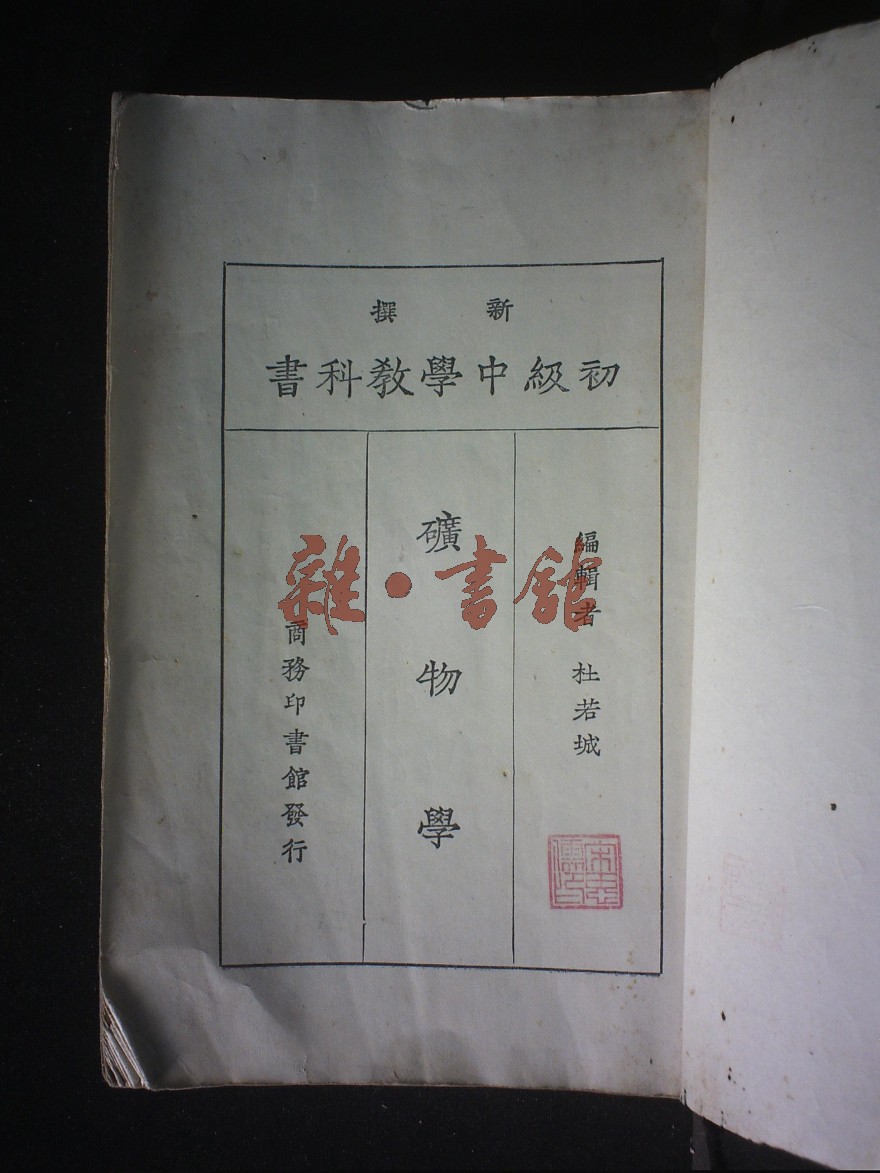 新撰
初級中學教科書
編輯者 杜若城
礦物學
商務印書館發行
雜·書館